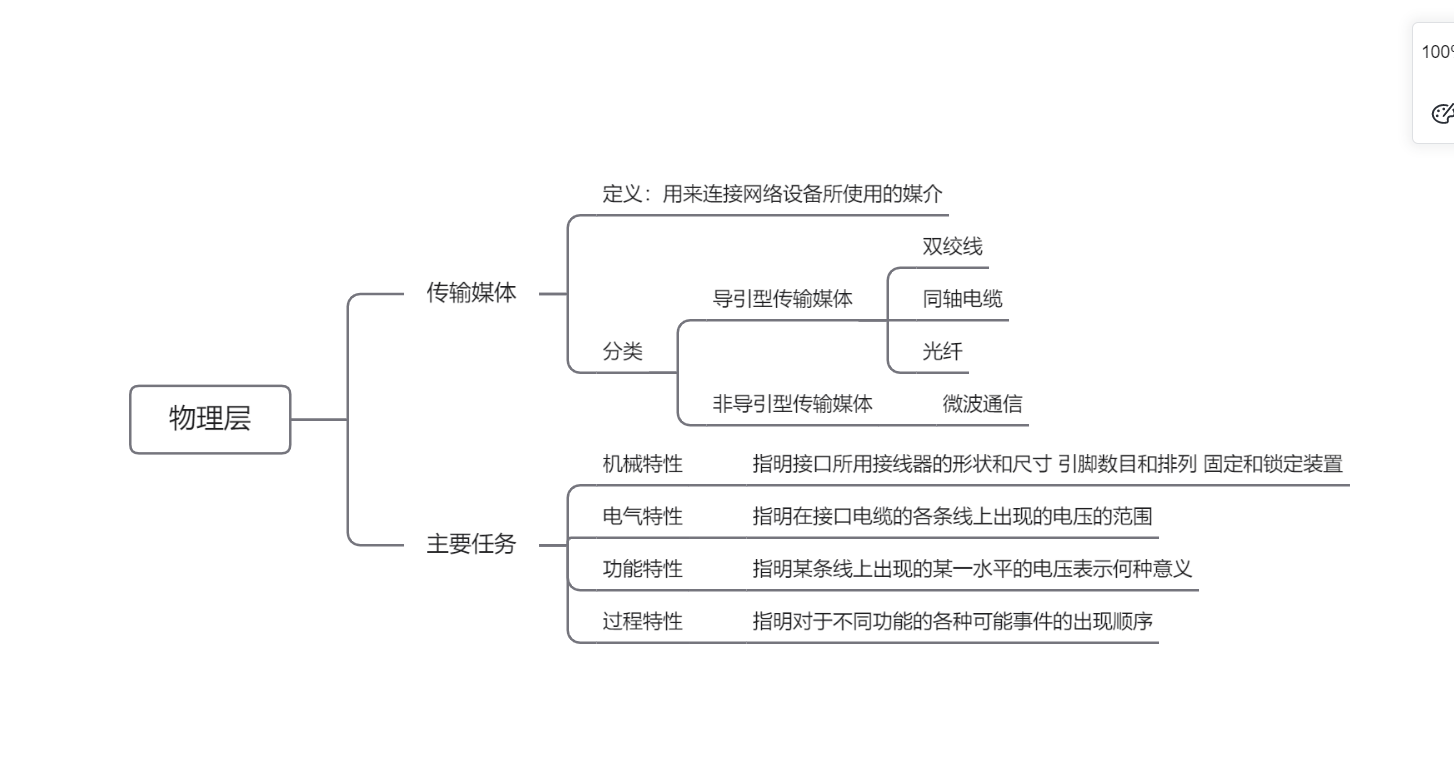 100%
物理层
传输媒体
定义：用来连接网络设备所使用的媒介
分类
导引型传输媒体
双绞线
同轴电缆
光纤
非导引型传输媒体
微波通信
主要任务
机械特性
指明接口所用接线器的形状和尺寸 引脚数目和排列 固定和锁定装置
电气特性
指明在接口电缆的各条线上出现的电压的范围
功能特性
指明某条线上出现的某一水平的电压表示何种意义
过程特性
指明对于不同功能的各种可能事件的出现顺序